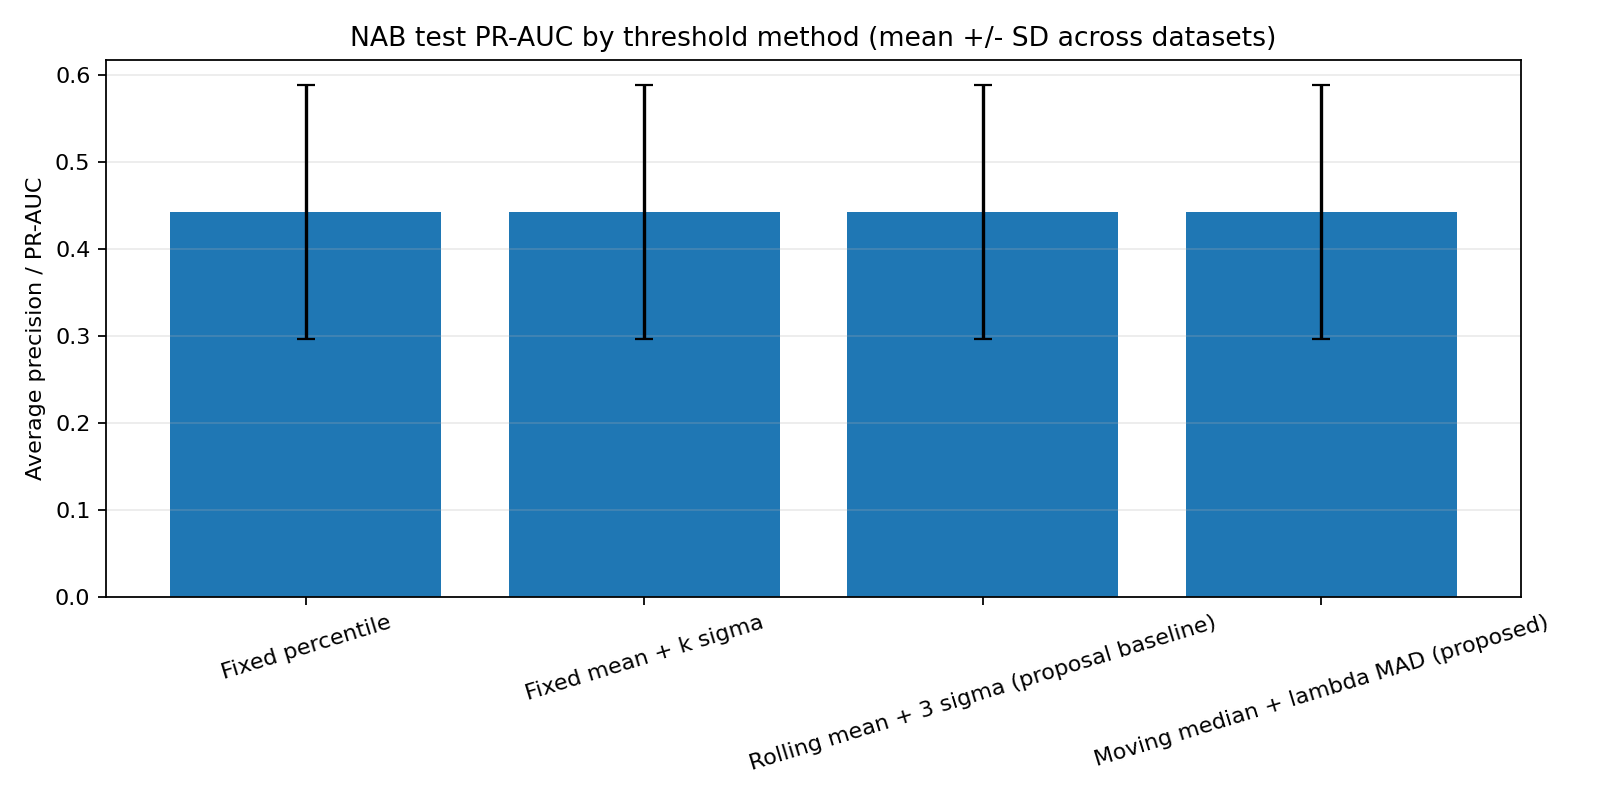 NAB test PR-AUC by threshold method (mean +/- SD across datasets)
Average precision / PR-AUC
0.6
0.5
0.4
0.3
0.2
0.1
0.0
Fixed percentile
Fixed mean + k sigma
Rolling mean + 3 sigma (proposal baseline)
Moving median + lambda MAD (proposed)